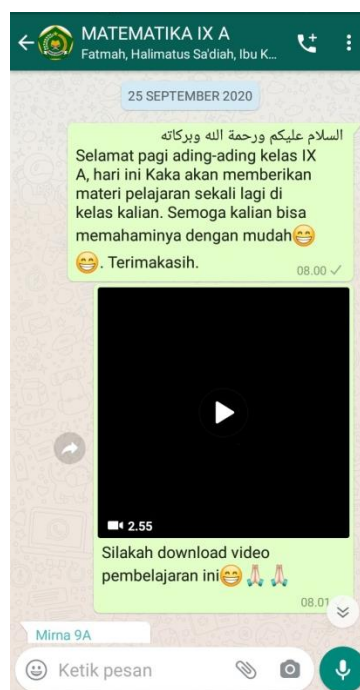 MATEMATIKA IX A
Fatmah, Halimatus Sa'diah, Ibu K...
25 SEPTEMBER 2020
السلام عليكم ورحمة الله وبركاته
Selamat pagi ading-ading kelas IX
A, hari ini Kaka akan memberikan
materi pelajaran sekali lagi di
kelas kalian. Semoga kalian bisa
memahaminya dengan mudah😁
😁. Terimakasih.
08.00
2.55
Silakah download video
pembelajaran ini😁🙏🙏
08.01
Mirna 9A
Ketik pesan